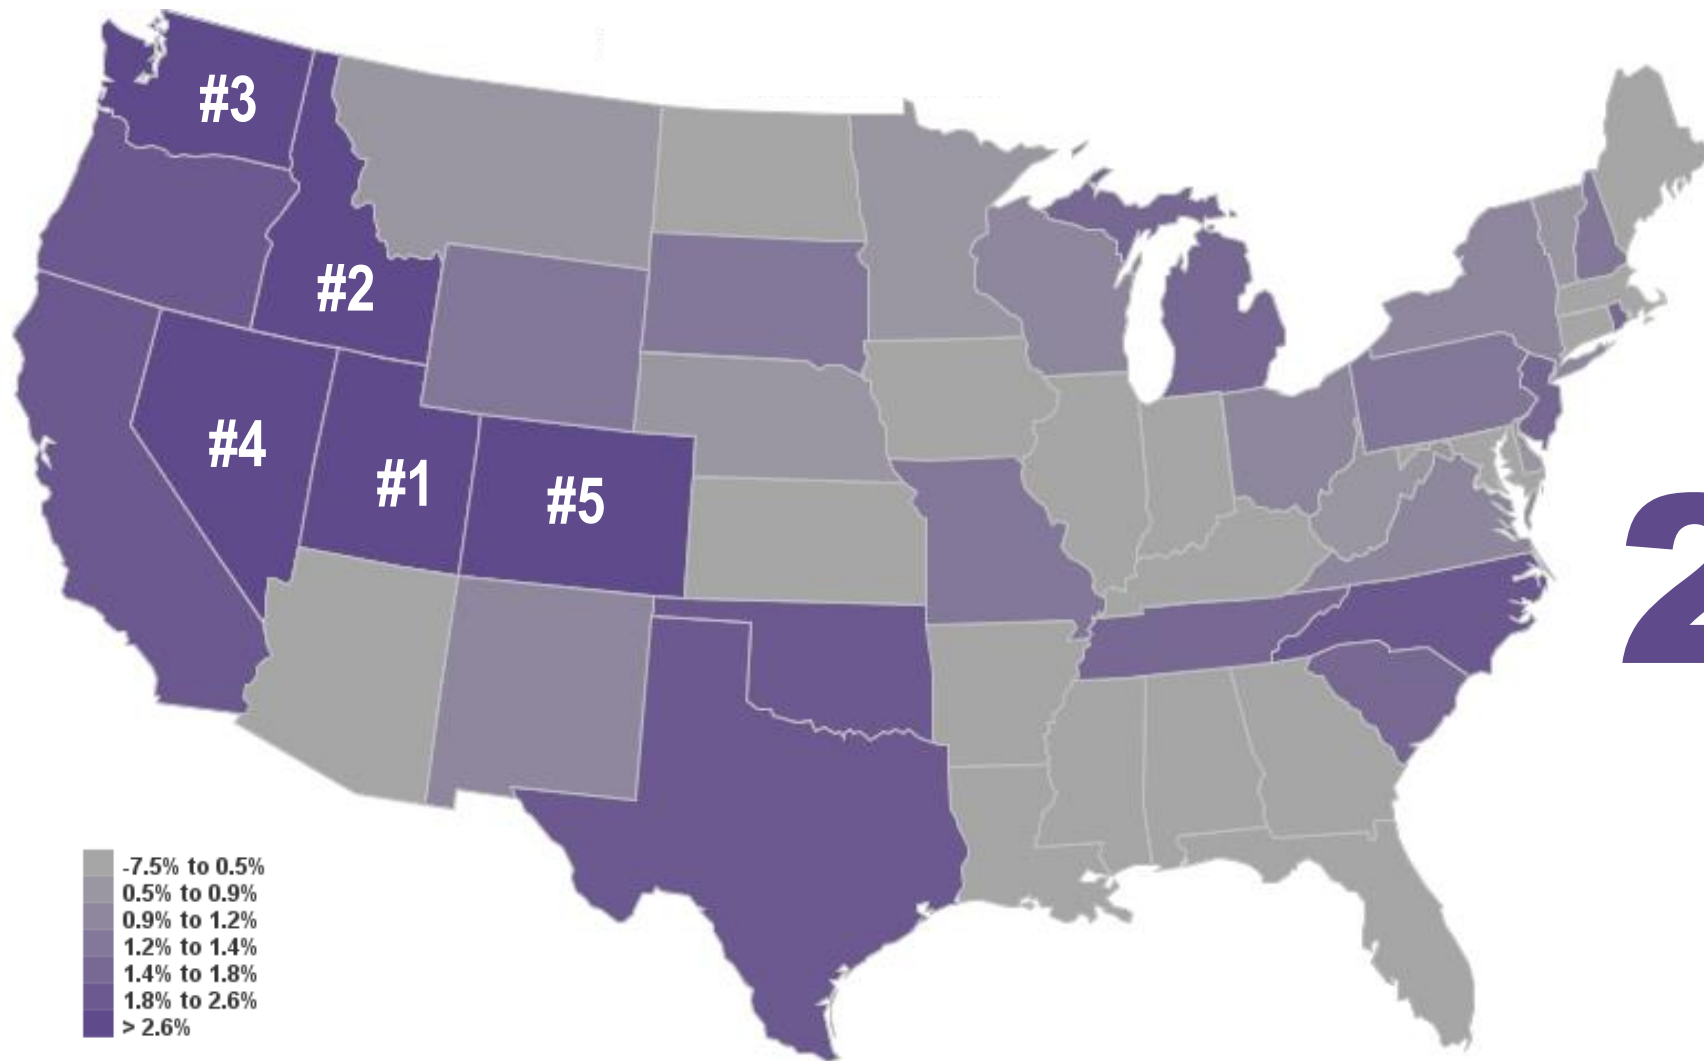 #3
#2
#4
#1
#5
2
-7.5% to 0.5%
0.5% to 0.9%
0.9% to 1.2%
1.2% to 1.4%
1.4% to 1.8%
1.8% to 2.6%
> 2.6%